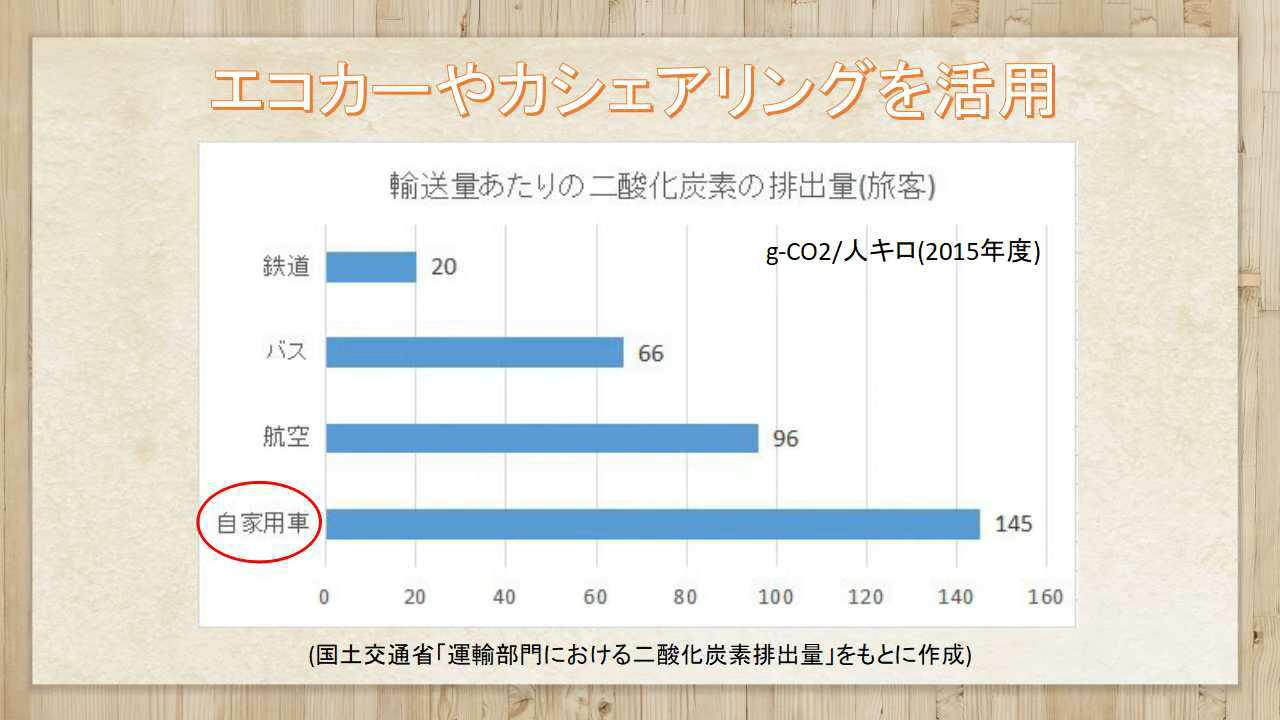 エコカーやカシェアリングを活用
輸送量あたりの二酸化炭素の排出量(旅客)
g-CO2/人キロ(2015年度)
鉄道 20
バス 66
航空 96
自家用車 145
0 20 40 60 80 100 120 140 160
(国土交通省「運輸部門における二酸化炭素排出量」をもとに作成)